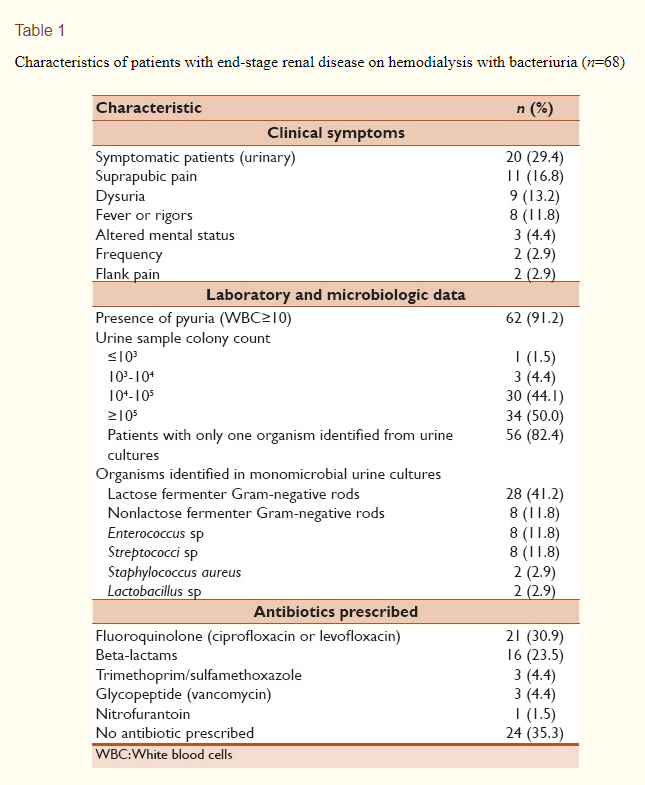 Table 1
Characteristics of patients with end-stage renal disease on hemodialysis with bacteriuria (n=68)
Characteristic n (%)
Clinical symptoms
Symptomatic patients (urinary) 20 (29.4)
Suprapubic pain 11 (16.8)
Dysuria 9 (13.2)
Fever or rigors 8 (11.8)
Altered mental status 3 (4.4)
Frequency 2 (2.9)
Flank pain 2 (2.9)
Laboratory and microbiologic data
Presence of pyuria (WBC≥10) 62 (91.2)
Urine sample colony count
≤10³ 1 (1.5)
10³-10⁴ 3 (4.4)
10⁴-10⁵ 30 (44.1)
≥10⁵ 34 (50.0)
Patients with only one organism identified from urine 56 (82.4)
cultures
Organisms identified in monomicrobial urine cultures
Lactose fermenter Gram-negative rods 28 (41.2)
Nonlactose fermenter Gram-negative rods 8 (11.8)
Enterococcus sp 8 (11.8)
Streptococci sp 8 (11.8)
Staphylococcus aureus 2 (2.9)
Lactobacillus sp 2 (2.9)
Antibiotics prescribed
Fluoroquinolone (ciprofloxacin or levofloxacin) 21 (30.9)
Beta-lactams 16 (23.5)
Trimethoprim/sulfamethoxazole 3 (4.4)
Glycopeptide (vancomycin) 3 (4.4)
Nitrofurantoin 1 (1.5)
No antibiotic prescribed 24 (35.3)
WBC: White blood cells